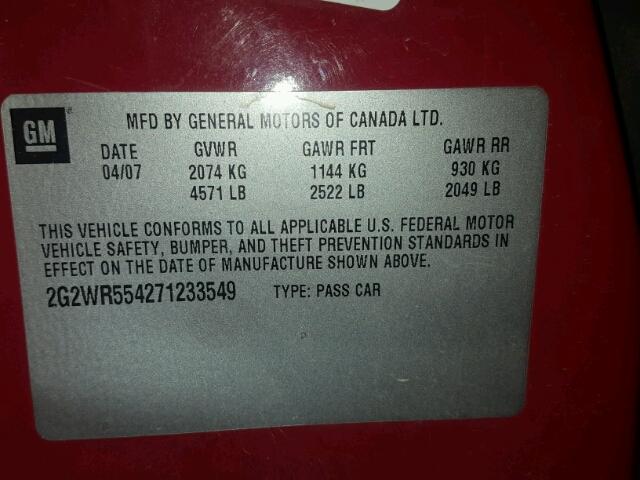 GM
MFD BY GENERAL MOTORS OF CANADA LTD.
DATE GVWR GAWR FRT GAWR RR
04/07 2074 KG 1144 KG 930 KG
4571 LB 2522 LB 2049 LB
THIS VEHICLE CONFORMS TO ALL APPLICABLE U.S. FEDERAL MOTOR
VEHICLE SAFETY, BUMPER, AND THEFT PREVENTION STANDARDS IN
EFFECT ON THE DATE OF MANUFACTURE SHOWN ABOVE.
2G2WR554271233549 TYPE: PASS CAR